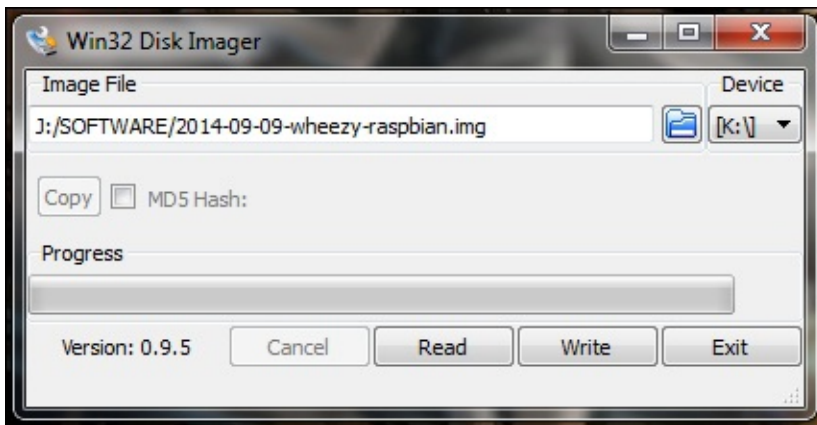 Win32 Disk Imager
Image File Device
J:/SOFTWARE/2014-09-09-wheezy-raspbian.img [K:\]
Copy MD5 Hash:
Progress
Version: 0.9.5 Cancel Read Write Exit